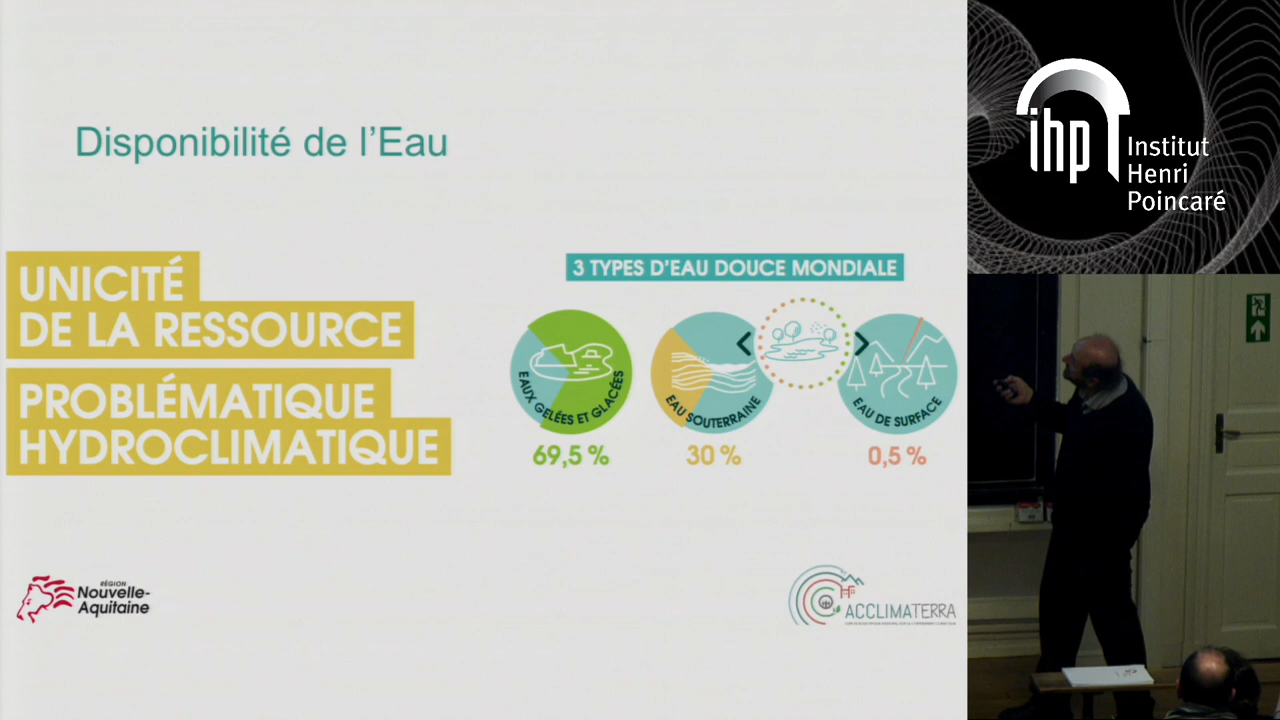 Disponibilité de l'Eau
UNICITÉ
DE LA RESSOURCE
PROBLÉMATIQUE
HYDROCLIMATIQUE
3 TYPES D'EAU DOUCE MONDIALE
EAUX GELÉES ET GLACÉES
EAU SOUTERRAINE
EAU DE SURFACE
69,5 %
30 %
0,5 %
RÉGION
Nouvelle-
Aquitaine
ACCLIMATERRA
ihp
Institut
Henri
Poincaré